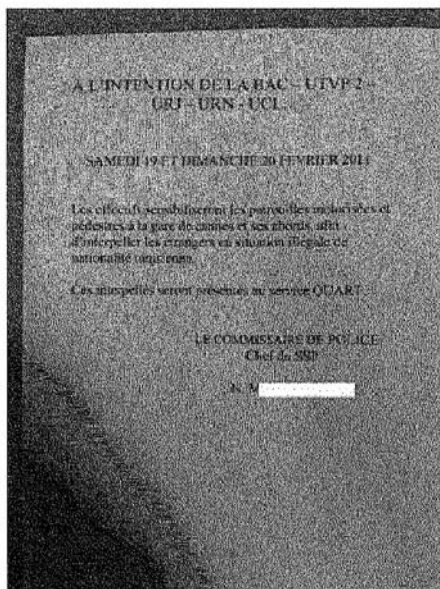 A L'INTENTION DE LA BAC – UTVP 2 –
URJ – URN - UCL.
SAMEDI 19 ET DIMANCHE 20 FEVRIER 2011
Les effectifs sensibiliseront les patrouilles motorisées et
pédestres à la gare de cannes et ses abords, afin
d'interpeller les étrangers en situation illégale de
nationalité tunisienne.
Ces interpellés seront présentés au service QUART.
LE COMMISSAIRE DE POLICE
Chef du SSP